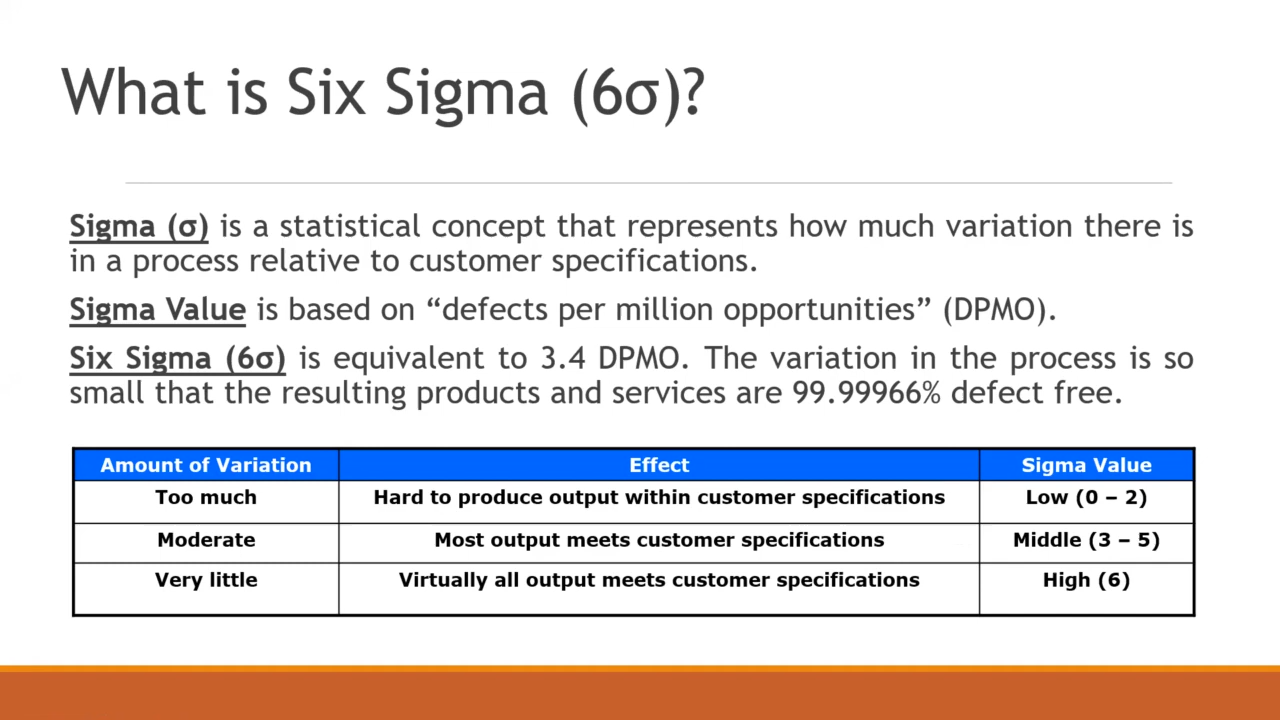 What is Six Sigma (6σ)?
Sigma (σ) is a statistical concept that represents how much variation there is
in a process relative to customer specifications.
Sigma Value is based on “defects per million opportunities” (DPMO).
Six Sigma (6σ) is equivalent to 3.4 DPMO. The variation in the process is so
small that the resulting products and services are 99.99966% defect free.
Amount of Variation Effect Sigma Value
Too much Hard to produce output within customer specifications Low (0 – 2)
Moderate Most output meets customer specifications Middle (3 – 5)
Very little Virtually all output meets customer specifications High (6)